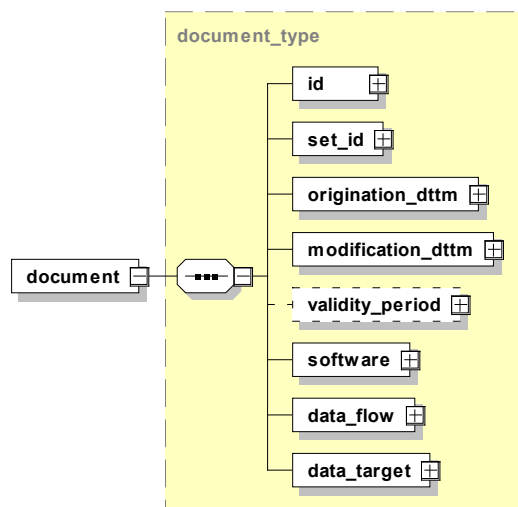 document_type
id
set_id
origination_dttm
modification_dttm
document
validity_period
software
data_flow
data_target